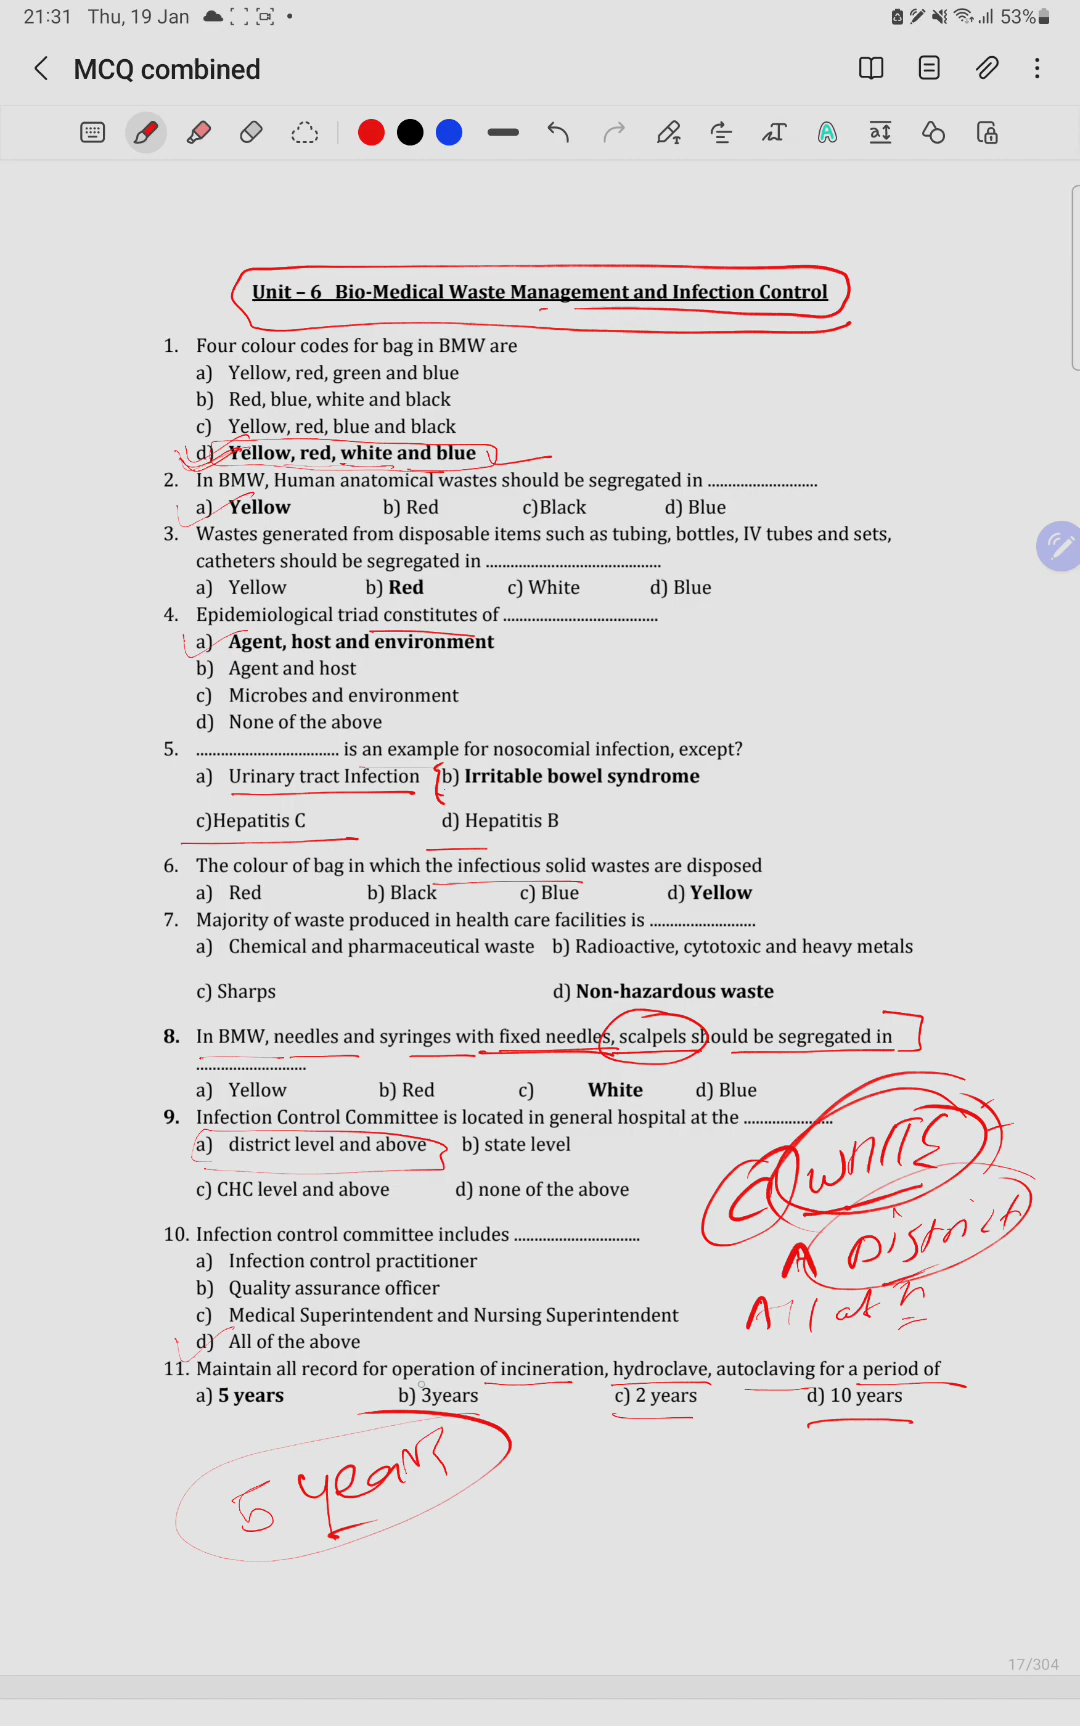 21:31 Thu, 19 Jan
53%
MCQ combined
Unit – 6 Bio-Medical Waste Management and Infection Control
1. Four colour codes for bag in BMW are
a) Yellow, red, green and blue
b) Red, blue, white and black
c) Yellow, red, blue and black
d) Yellow, red, white and blue
2. In BMW, Human anatomical wastes should be segregated in ...........................
a) Yellow b) Red c)Black d) Blue
3. Wastes generated from disposable items such as tubing, bottles, IV tubes and sets,
catheters should be segregated in ...........................................
a) Yellow b) Red c) White d) Blue
4. Epidemiological triad constitutes of ......................................
a) Agent, host and environment
b) Agent and host
c) Microbes and environment
d) None of the above
5. ................................... is an example for nosocomial infection, except?
a) Urinary tract Infection b) Irritable bowel syndrome
c)Hepatitis C d) Hepatitis B
6. The colour of bag in which the infectious solid wastes are disposed
a) Red b) Black c) Blue d) Yellow
7. Majority of waste produced in health care facilities is ..........................
a) Chemical and pharmaceutical waste b) Radioactive, cytotoxic and heavy metals
c) Sharps d) Non-hazardous waste
8. In BMW, needles and syringes with fixed needles, scalpels should be segregated in
...........................
a) Yellow b) Red c) White d) Blue
9. Infection Control Committee is located in general hospital at the ......................
a) district level and above b) state level
c) CHC level and above d) none of the above
C WHITE
A District
10. Infection control committee includes ...............................
a) Infection control practitioner
b) Quality assurance officer
c) Medical Superintendent and Nursing Superintendent
All of
d) All of the above
11. Maintain all record for operation of incineration, hydroclave, autoclaving for a period of
a) 5 years b) 3years c) 2 years d) 10 years
5 years
17/304